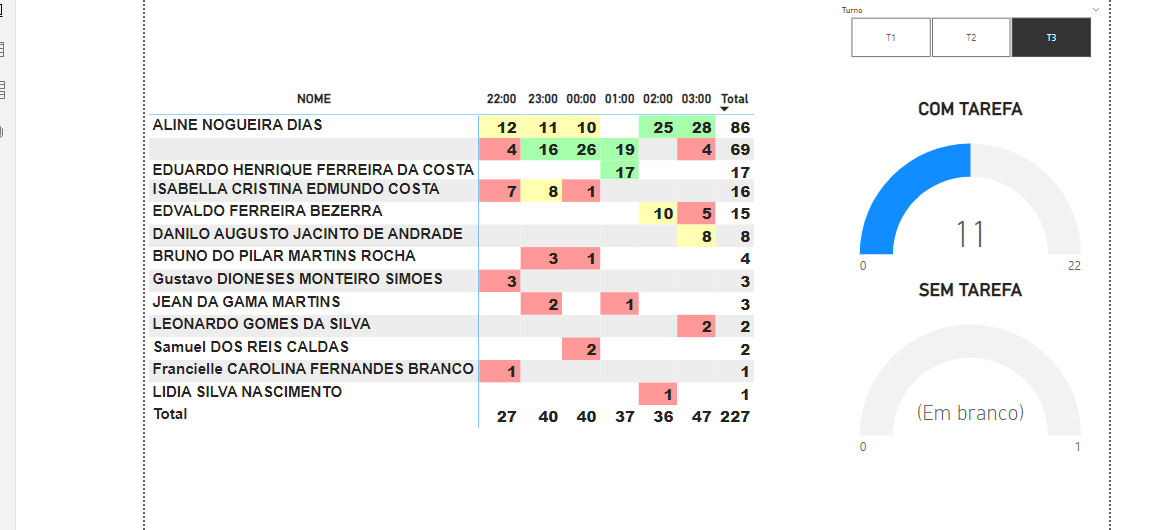 Turno
T1 T2 T3
NOME 22:00 23:00 00:00 01:00 02:00 03:00 Total
ALINE NOGUEIRA DIAS 12 11 10 25 28 86
4 16 26 19 4 69
EDUARDO HENRIQUE FERREIRA DA COSTA 17 17
ISABELLA CRISTINA EDMUNDO COSTA 7 8 1 16
EDVALDO FERREIRA BEZERRA 10 5 15
DANILO AUGUSTO JACINTO DE ANDRADE 8 8
BRUNO DO PILAR MARTINS ROCHA 3 1 4
Gustavo DIONESES MONTEIRO SIMOES 3 3
JEAN DA GAMA MARTINS 2 1 3
LEONARDO GOMES DA SILVA 2 2
Samuel DOS REIS CALDAS 2 2
Francielle CAROLINA FERNANDES BRANCO 1 1
LIDIA SILVA NASCIMENTO 1 1
Total 27 40 40 37 36 47 227
COM TAREFA
11
0 22
SEM TAREFA
(Em branco)
0 1